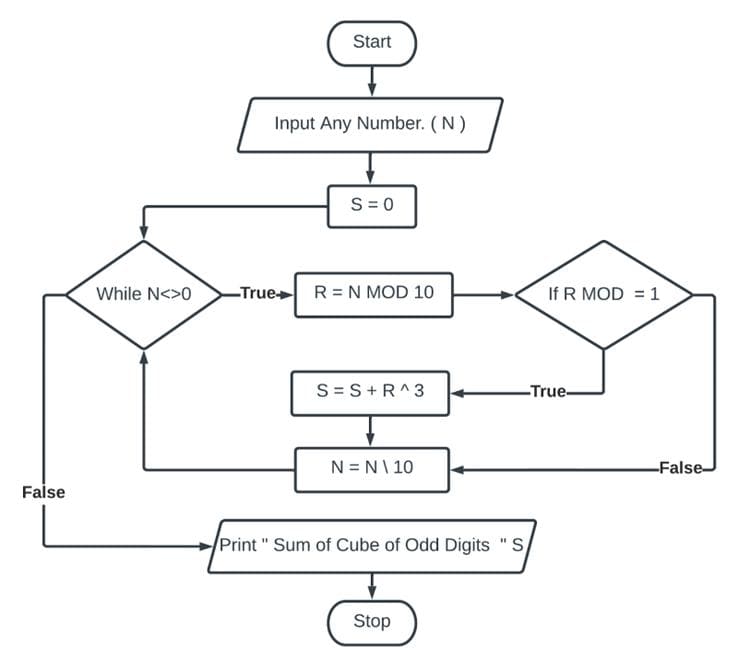 Start
Input Any Number. ( N )
S = 0
While N<>0
True
R = N MOD 10
If R MOD  = 1
S = S + R ^ 3
True
N = N \ 10
False
False
Print " Sum of Cube of Odd Digits  " S
Stop